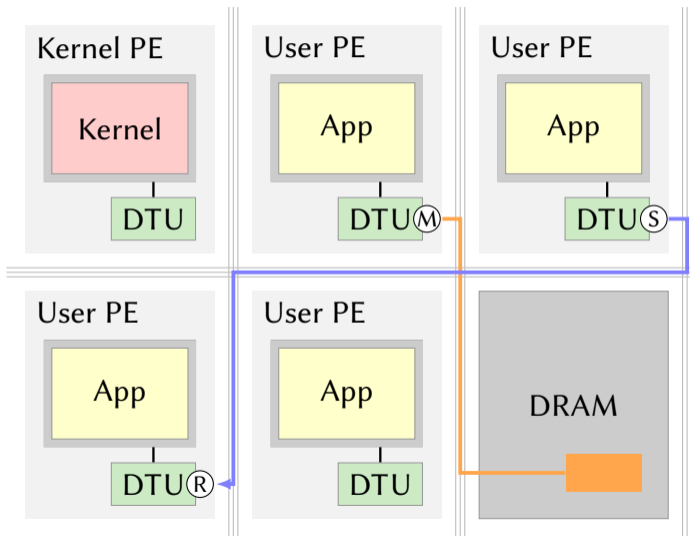 Kernel PE
Kernel
DTU
User PE
App
DTU M
User PE
App
DTU S
User PE
App
DTU R
User PE
App
DTU
DRAM